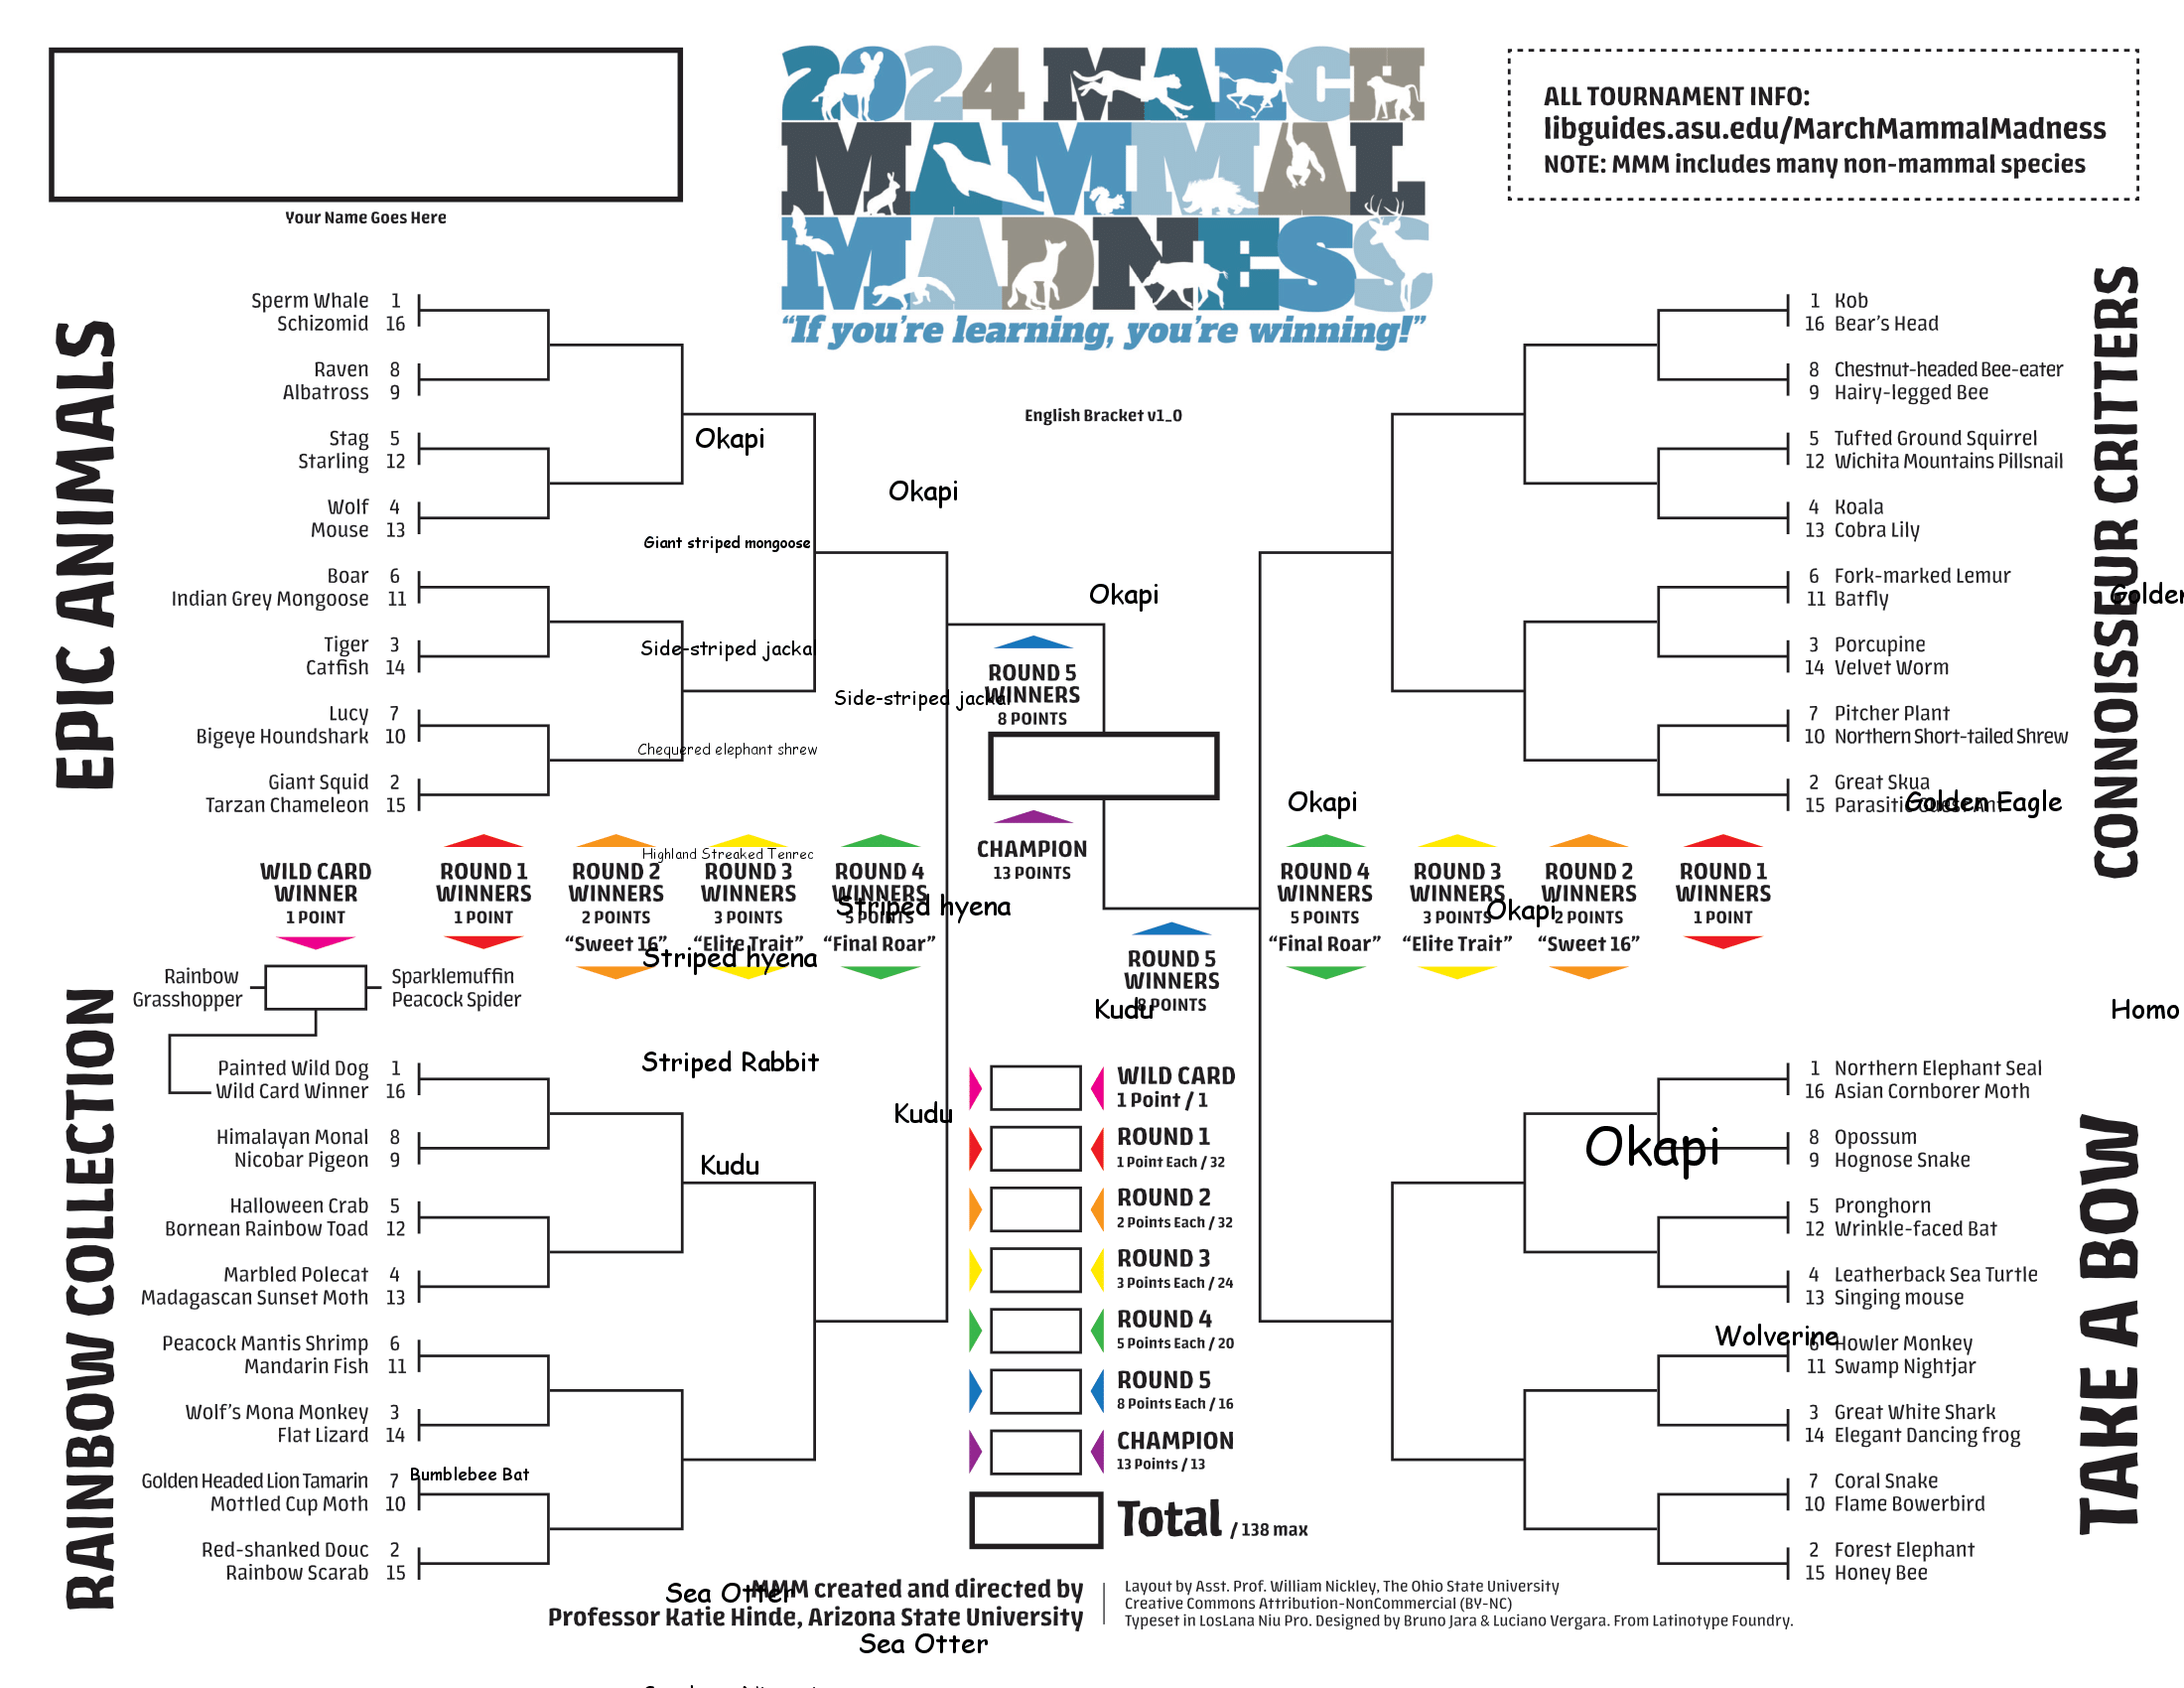 2024 MARCH
MAMMAL
MADNESS
"If you're learning, you're winning!"
Your Name Goes Here
ALL TOURNAMENT INFO:
libguides.asu.edu/MarchMammalMadness
NOTE: MMM includes many non-mammal species
English Bracket v1_0
EPIC ANIMALS
Sperm Whale 1
Schizomid 16
Raven 8
Albatross 9
Stag 5
Starling 12
Wolf 4
Mouse 13
Boar 6
Indian Grey Mongoose 11
Tiger 3
Catfish 14
Lucy 7
Bigeye Houndshark 10
Giant Squid 2
Tarzan Chameleon 15
Okapi
Okapi
Giant striped mongoose
Okapi
Side-striped jackal
Side-striped jackal
Chequered elephant shrew
Highland Streaked Tenrec
Striped hyena
Striped hyena
Striped Rabbit
Kudu
Kudu
Kudu
ROUND 5
WINNERS
8 POINTS
CHAMPION
13 POINTS
CONNOISSEUR CRITTERS
1 Kob
16 Bear's Head
8 Chestnut-headed Bee-eater
9 Hairy-legged Bee
5 Tufted Ground Squirrel
12 Wichita Mountains Pillsnail
4 Koala
13 Cobra Lily
6 Fork-marked Lemur
11 Batfly
3 Porcupine
14 Velvet Worm
7 Pitcher Plant
10 Northern Short-tailed Shrew
2 Great Skua
15 Parasitic Guest Ant
Golden Eagle
Okapi
Okapi
Homo
WILD CARD
WINNER
1 POINT
ROUND 1
WINNERS
1 POINT
ROUND 2
WINNERS
2 POINTS
"Sweet 16"
ROUND 3
WINNERS
3 POINTS
"Elite Trait"
ROUND 4
WINNERS
5 POINTS
"Final Roar"
ROUND 5
WINNERS
8 POINTS
ROUND 4
WINNERS
5 POINTS
"Final Roar"
ROUND 3
WINNERS
3 POINTS
"Elite Trait"
ROUND 2
WINNERS
2 POINTS
"Sweet 16"
ROUND 1
WINNERS
1 POINT
Rainbow
Grasshopper
Sparklemuffin
Peacock Spider
RAINBOW COLLECTION
Painted Wild Dog 1
Wild Card Winner 16
Himalayan Monal 8
Nicobar Pigeon 9
Halloween Crab 5
Bornean Rainbow Toad 12
Marbled Polecat 4
Madagascan Sunset Moth 13
Peacock Mantis Shrimp 6
Mandarin Fish 11
Wolf's Mona Monkey 3
Flat Lizard 14
Golden Headed Lion Tamarin 7
Mottled Cup Moth 10
Red-shanked Douc 2
Rainbow Scarab 15
Bumblebee Bat
WILD CARD
1 Point / 1
ROUND 1
1 Point Each / 32
ROUND 2
2 Points Each / 32
ROUND 3
3 Points Each / 24
ROUND 4
5 Points Each / 20
ROUND 5
8 Points Each / 16
CHAMPION
13 Points / 13
Total / 138 max
TAKE A BOW
1 Northern Elephant Seal
16 Asian Cornborer Moth
8 Opossum
9 Hognose Snake
5 Pronghorn
12 Wrinkle-faced Bat
4 Leatherback Sea Turtle
13 Singing mouse
6 Howler Monkey
11 Swamp Nightjar
3 Great White Shark
14 Elegant Dancing frog
7 Coral Snake
10 Flame Bowerbird
2 Forest Elephant
15 Honey Bee
Okapi
Wolverine
Sea Otter
MMM created and directed by
Professor Katie Hinde, Arizona State University
Sea Otter
Layout by Asst. Prof. William Nickley, The Ohio State University
Creative Commons Attribution-NonCommercial (BY-NC)
Typeset in LosLana Niu Pro. Designed by Bruno Jara & Luciano Vergara. From Latinotype Foundry.